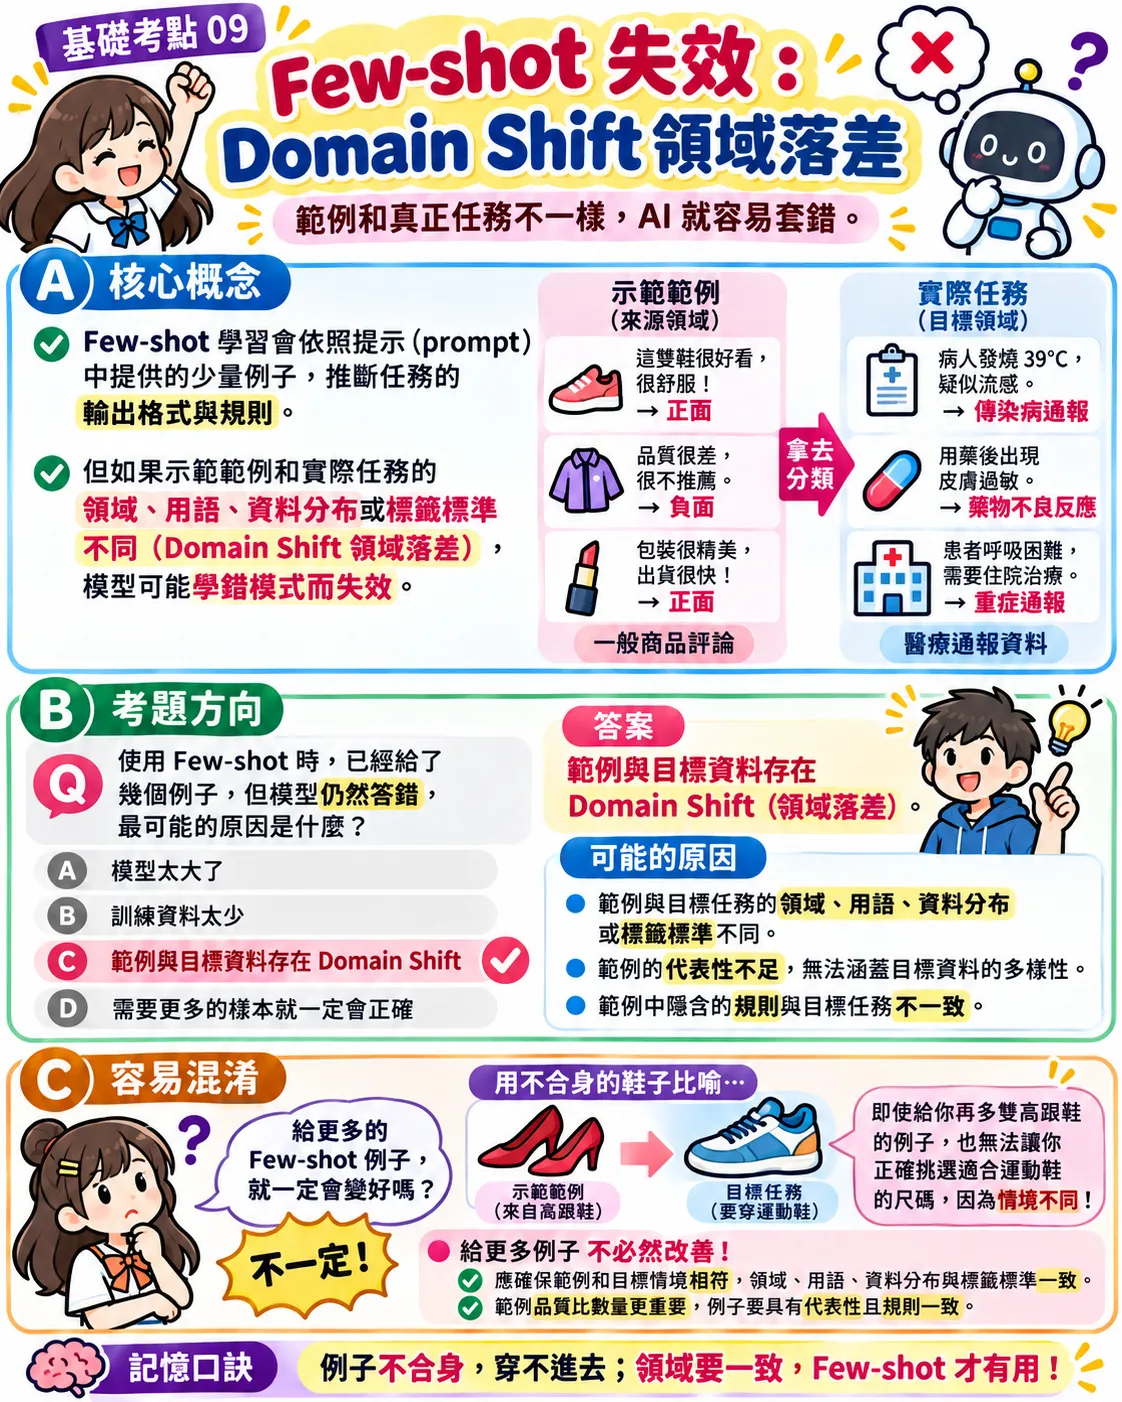 基礎考點 09
Few-shot 失效：
Domain Shift 領域落差
範例和真正任務不一樣，AI 就容易套錯。
?
A 核心概念
Few-shot 學習會依照提示（prompt）
中提供的少量例子，推斷任務的
輸出格式與規則。
但如果示範範例和實際任務的
領域、用語、資料分布或標籤標準
不同（Domain Shift 領域落差），
模型可能學錯模式而失效。
示範範例
（來源領域）
這雙鞋很好看，
很舒服！
→ 正面
品質很差，
很不推薦。
→ 負面
包裝很精美，
出貨很快！
→ 正面
一般商品評論
拿去
分類
實際任務
（目標領域）
病人發燒 39°C，
疑似流感。
→ 傳染病通報
用藥後出現
皮膚過敏。
→ 藥物不良反應
患者呼吸困難，
需要住院治療。
→ 重症通報
醫療通報資料
B 考題方向
Q
使用 Few-shot 時，已經給了
幾個例子，但模型仍然答錯，
最可能的原因是什麼？
A 模型太大了
B 訓練資料太少
C 範例與目標資料存在 Domain Shift
D 需要更多的樣本就一定會正確
答案
範例與目標資料存在
Domain Shift（領域落差）。
可能的原因
範例與目標任務的領域、用語、資料分布
或標籤標準不同。
範例的代表性不足，無法涵蓋目標資料的多樣性。
範例中隱含的規則與目標任務不一致。
C 容易混淆
?
給更多的
Few-shot 例子，
就一定會變好嗎？
不一定！
用不合身的鞋子比喻…
示範範例
（來自高跟鞋）
目標任務
（要穿運動鞋）
即使給你再多雙高跟鞋
的例子，也無法讓你
正確挑選適合運動鞋
的尺碼，因為情境不同！
給更多例子 不必然改善！
應確保範例和目標情境相符，領域、用語、資料分布與標籤標準一致。
範例品質比數量更重要，例子要具有代表性且規則一致。
記憶口訣
例子不合身，穿不進去；領域要一致，Few-shot 才有用！